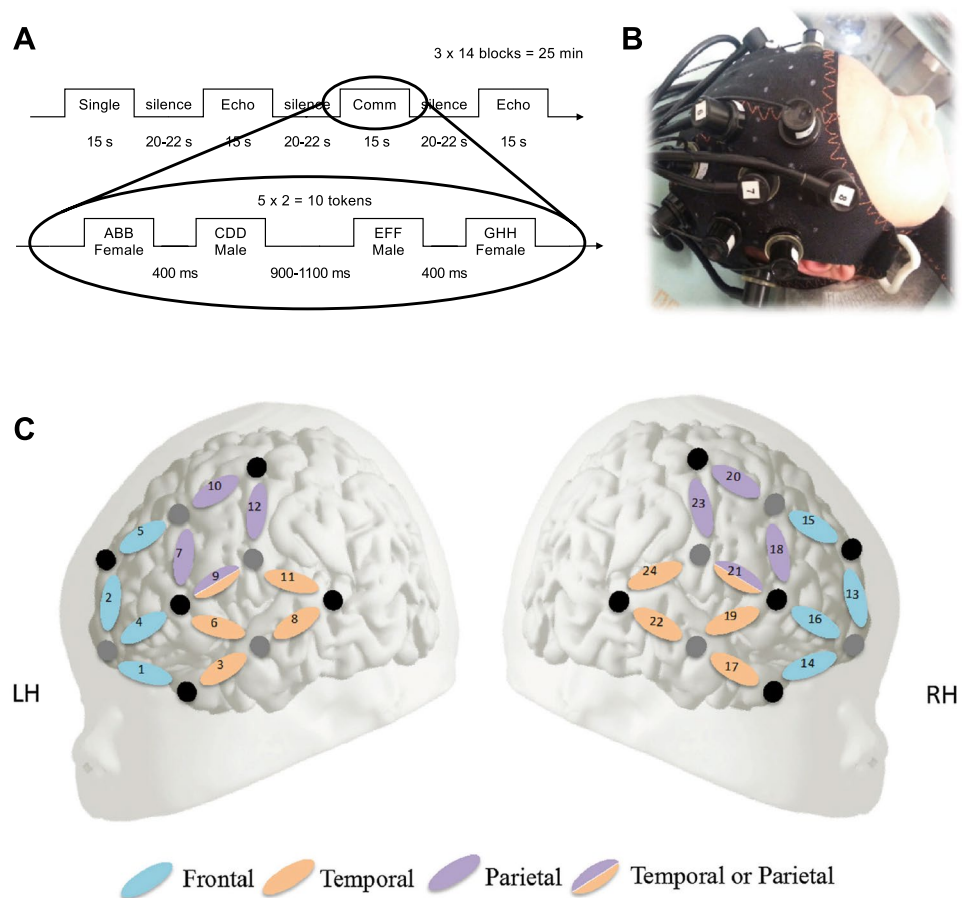 A
3 x 14 blocks = 25 min
Single silence Echo silence Comm silence Echo
15 s 20-22 s 15 s 20-22 s 15 s 20-22 s 15 s
5 x 2 = 10 tokens
ABB CDD EFF GHH
Female Male Male Female
400 ms 900-1100 ms 400 ms
B
6
7
8
C
10
12
5
7
9
11
2
4
6
8
1
3
LH
20
23
15
18
24
21
13
22
19
16
17
14
RH
Frontal Temporal Parietal Temporal or Parietal